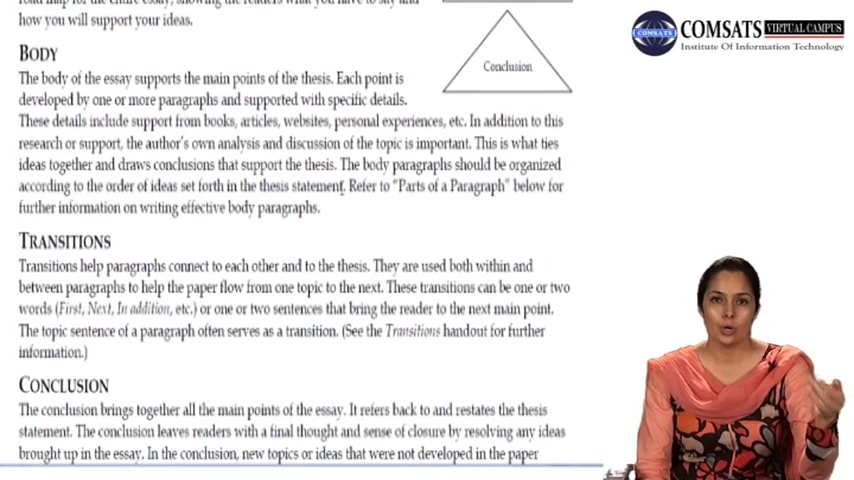 road map for the entire essay, showing the readers what you have to say and
how you will support your ideas.
BODY
The body of the essay supports the main points of the thesis. Each point is
developed by one or more paragraphs and supported with specific details.
These details include support from books, articles, websites, personal experiences, etc. In addition to this
research or support, the author's own analysis and discussion of the topic is important. This is what ties
ideas together and draws conclusions that support the thesis. The body paragraphs should be organized
according to the order of ideas set forth in the thesis statement. Refer to "Parts of a Paragraph" below for
further information on writing effective body paragraphs.
TRANSITIONS
Transitions help paragraphs connect to each other and to the thesis. They are used both within and
between paragraphs to help the paper flow from one topic to the next. These transitions can be one or two
words (First, Next, In addition, etc.) or one or two sentences that bring the reader to the next main point.
The topic sentence of a paragraph often serves as a transition. (See the Transitions handout for further
information.)
CONCLUSION
The conclusion brings together all the main points of the essay. It refers back to and restates the thesis
statement. The conclusion leaves readers with a final thought and sense of closure by resolving any ideas
brought up in the essay. In the conclusion, new topics or ideas that were not developed in the paper
Conclusion
COMSATS
COMSATS VIRTUAL CAMPUS
Institute Of Information Technology